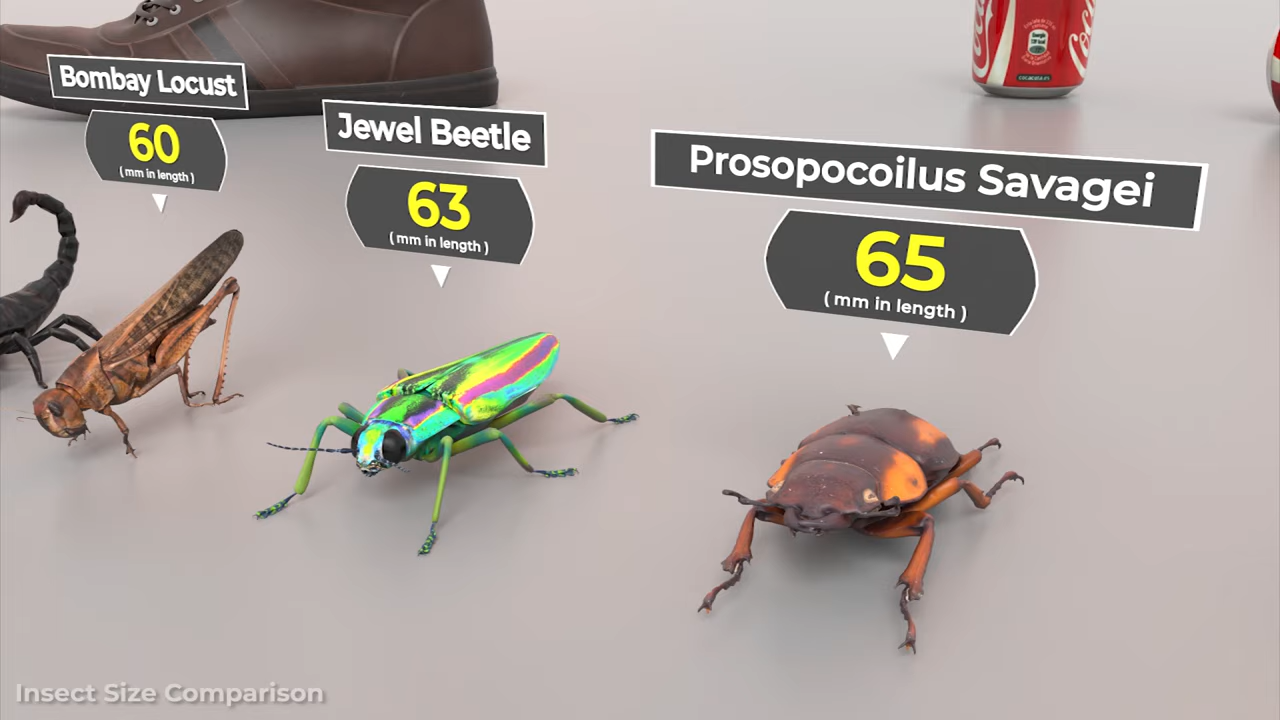 Bombay Locust
60
( mm in length )
Jewel Beetle
63
( mm in length )
Prosopocoilus Savagei
65
( mm in length )
Insect Size Comparison